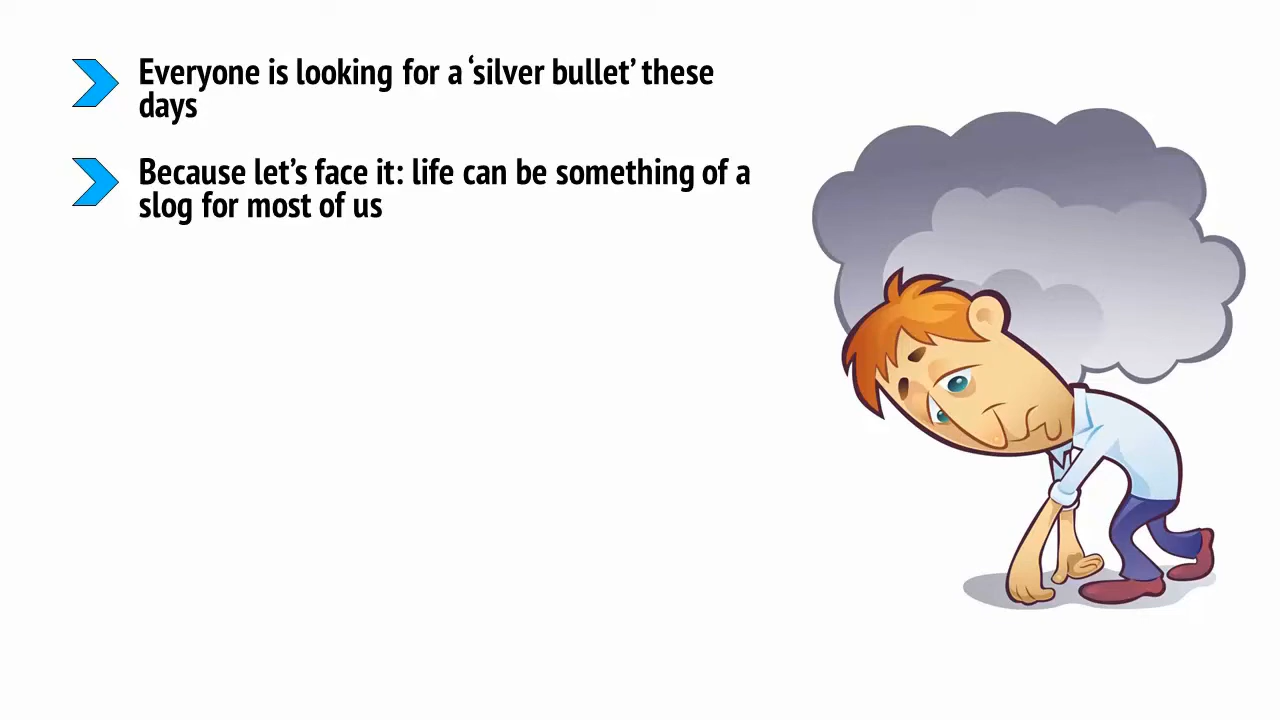 Everyone is looking for a ‘silver bullet’ these
days
Because let’s face it: life can be something of a
slog for most of us